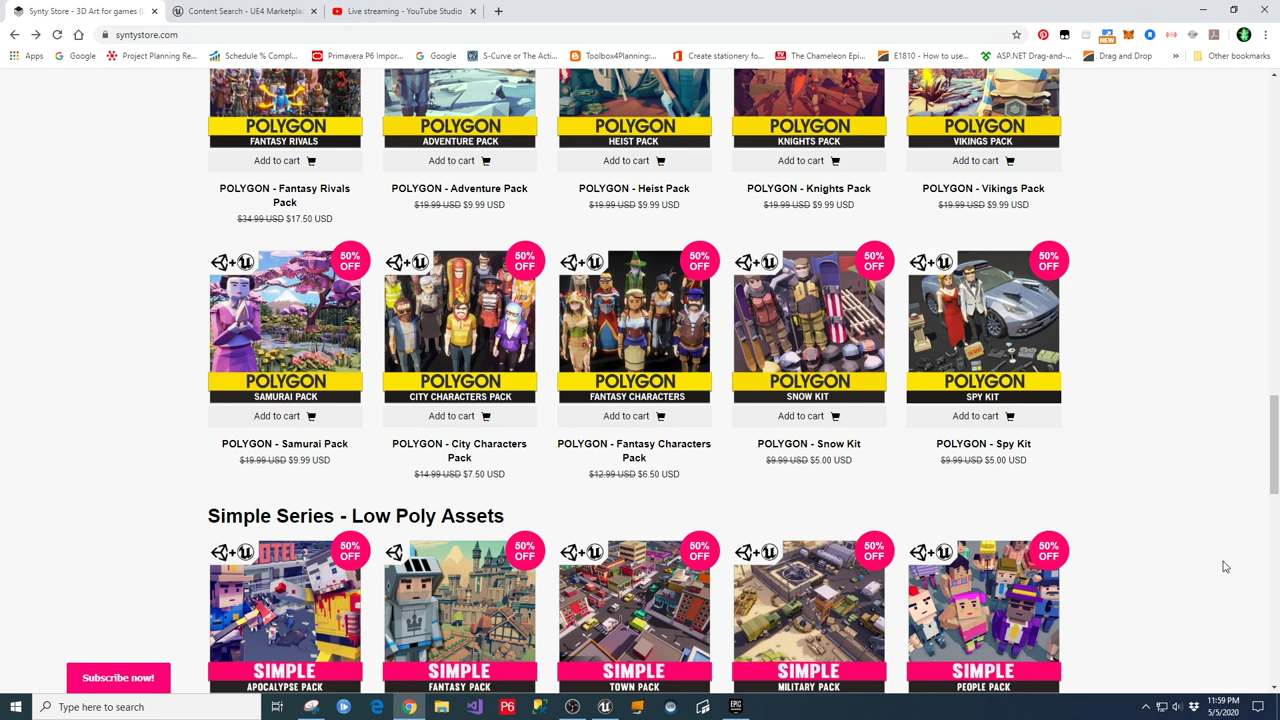 Synty Store - 3D Art for games (L
Content Search - UE4 Marketplac
Live streaming - YouTube Studio
syntystore.com
NEW
Apps
Google
Project Planning Re...
Schedule % Compl...
Primavera P6 Impor...
Google
S-Curve or The Acti...
Toolbox4Planning:...
Create stationery fo...
The Chameleon Epi...
E1810 - How to use...
ASP.NET Drag-and-...
Drag and Drop
»
Other bookmarks
POLYGON POLYGON POLYGON POLYGON POLYGON
FANTASY RIVALS ADVENTURE PACK HEIST PACK KNIGHTS PACK VIKINGS PACK
Add to cart Add to cart Add to cart Add to cart Add to cart
POLYGON - Fantasy Rivals POLYGON - Adventure Pack POLYGON - Heist Pack POLYGON - Knights Pack POLYGON - Vikings Pack
Pack $19.99 USD $9.99 USD $19.99 USD $9.99 USD $19.99 USD $9.99 USD $19.99 USD $9.99 USD
$34.99 USD $17.50 USD
50% 50% 50% 50% 50%
OFF OFF OFF OFF OFF
POLYGON POLYGON POLYGON POLYGON POLYGON
SAMURAI PACK CITY CHARACTERS PACK FANTASY CHARACTERS SNOW KIT SPY KIT
Add to cart Add to cart Add to cart Add to cart Add to cart
POLYGON - Samurai Pack POLYGON - City Characters POLYGON - Fantasy Characters POLYGON - Snow Kit POLYGON - Spy Kit
$19.99 USD $9.99 USD Pack Pack $9.99 USD $5.00 USD $9.99 USD $5.00 USD
$14.99 USD $7.50 USD $12.99 USD $6.50 USD
Simple Series - Low Poly Assets
50% 50% 50% 50% 50%
OFF OFF OFF OFF OFF
SIMPLE SIMPLE SIMPLE SIMPLE SIMPLE
APOCALYPSE PACK FANTASY PACK TOWN PACK MILITARY PACK PEOPLE PACK
Subscribe now!
Type here to search
P6
EPIC
11:59 PM
5/5/2020